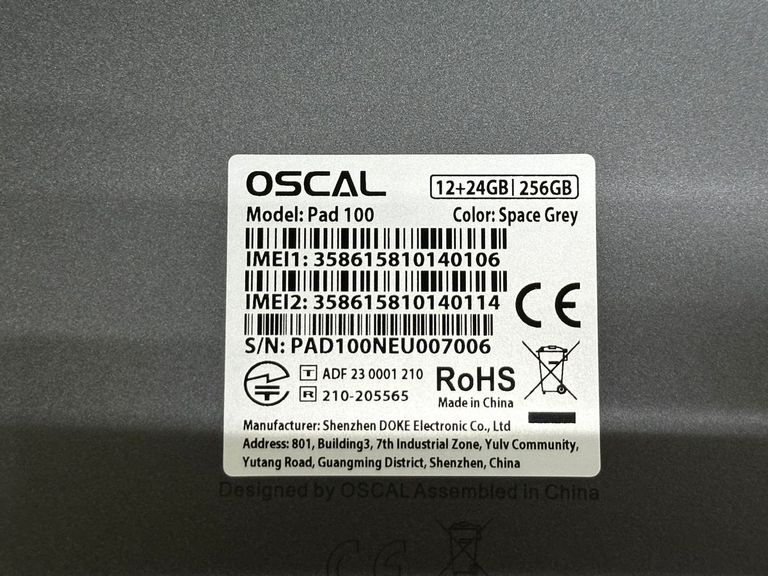 OSCAL
12+24GB | 256GB
Model: Pad 100
Color: Space Grey
IMEI1: 358615810140106
IMEI2: 358615810140114
S/N: PAD100NEU007006
CE
T ADF 23 0001 210
R 210-205565
RoHS
Made in China
Manufacturer: Shenzhen DOKE Electronic Co., Ltd
Address: 801, Building3, 7th Industrial Zone, Yulv Community,
Yutang Road, Guangming District, Shenzhen, China
Designed by OSCAL Assembled in China
CE